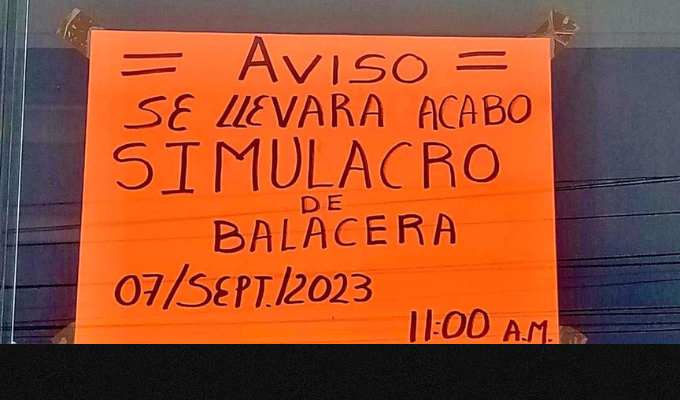 = AVISO =
SE LLEVARA ACABO
SIMULACRO
DE
BALACERA
07/SEPT./2023
11:00 A.M.